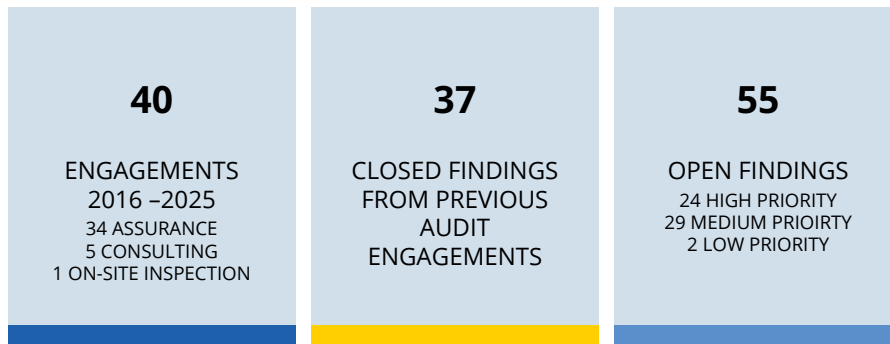 40
ENGAGEMENTS
2016 –2025
34 ASSURANCE
5 CONSULTING
1 ON-SITE INSPECTION
37
CLOSED FINDINGS
FROM PREVIOUS
AUDIT
ENGAGEMENTS
55
OPEN FINDINGS
24 HIGH PRIORITY
29 MEDIUM PRIOIRTY
2 LOW PRIORITY